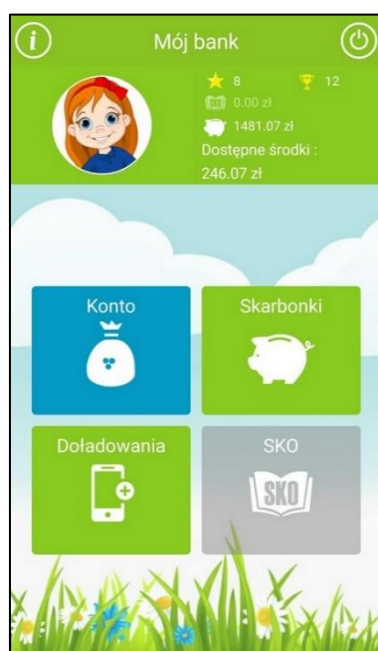 i
Mój bank
8 12
0.00 zł
1481.07 zł
Dostępne środki :
246.07 zł
Konto Skarbonki
Doładowania SKO
SKO